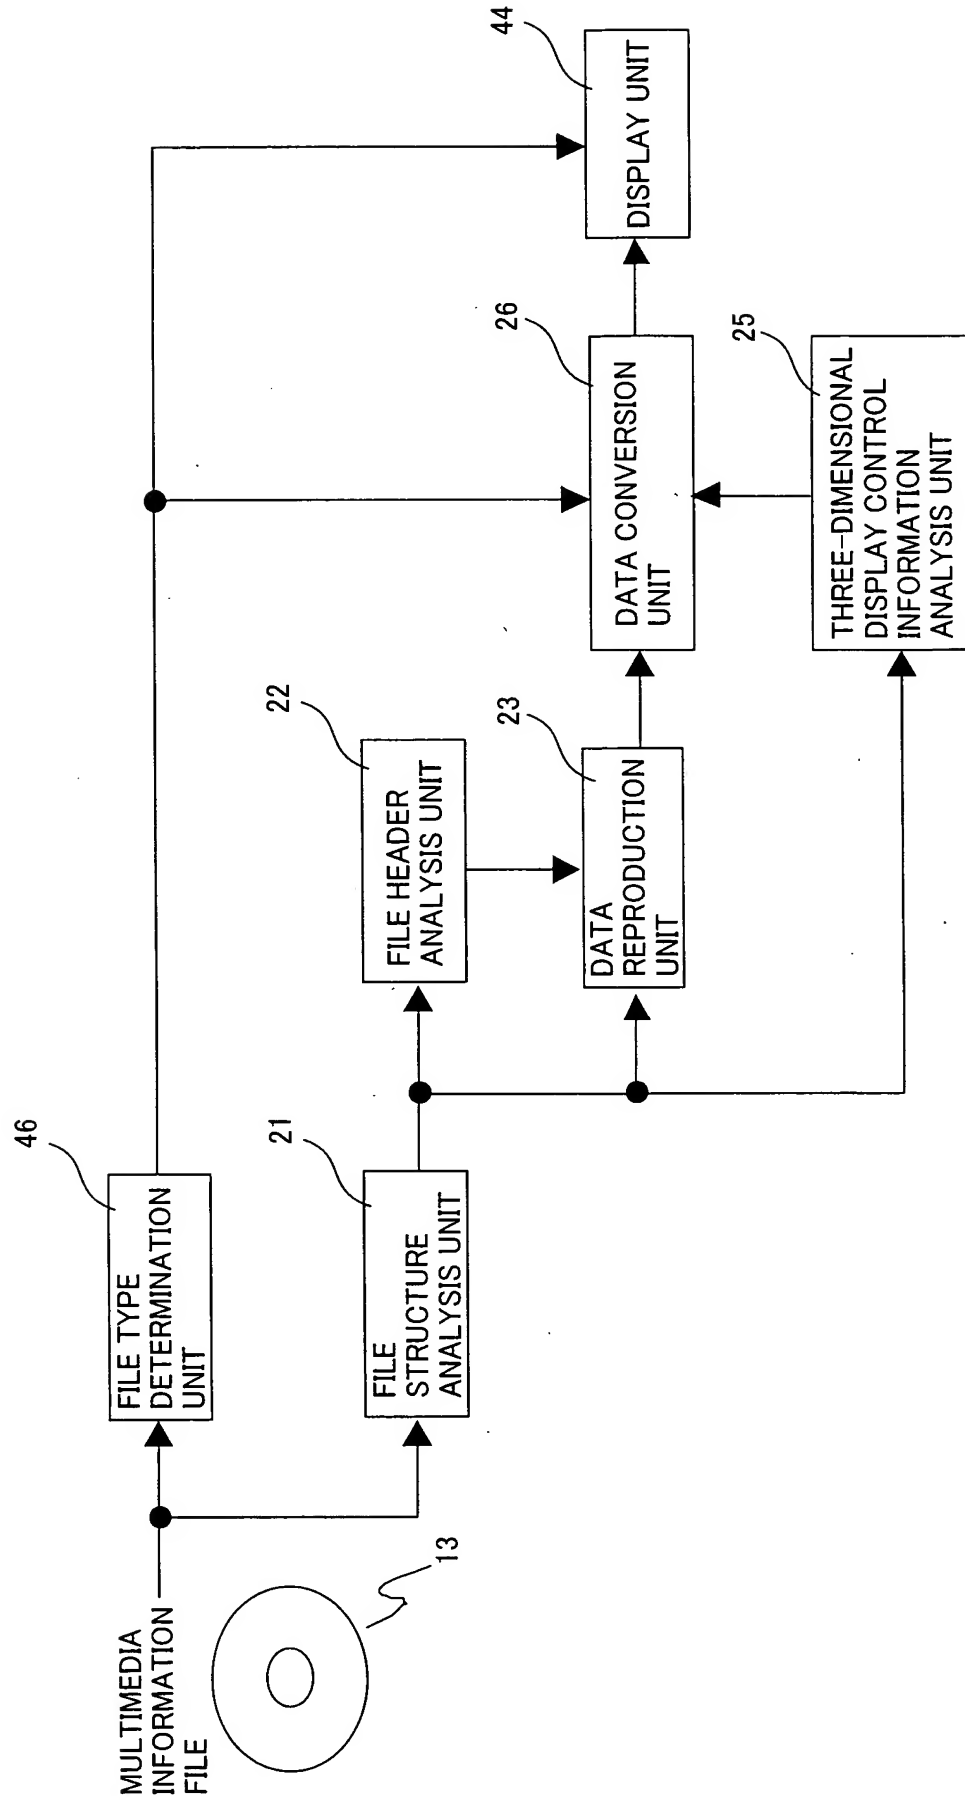 MULTIMEDIA
INFORMATION
FILE
13
46
FILE TYPE
DETERMINATION
UNIT
21
FILE
STRUCTURE
ANALYSIS UNIT
22
FILE HEADER
ANALYSIS UNIT
23
DATA
REPRODUCTION
UNIT
26
DATA CONVERSION
UNIT
25
THREE-DIMENSIONAL
DISPLAY CONTROL
INFORMATION
ANALYSIS UNIT
44
DISPLAY UNIT